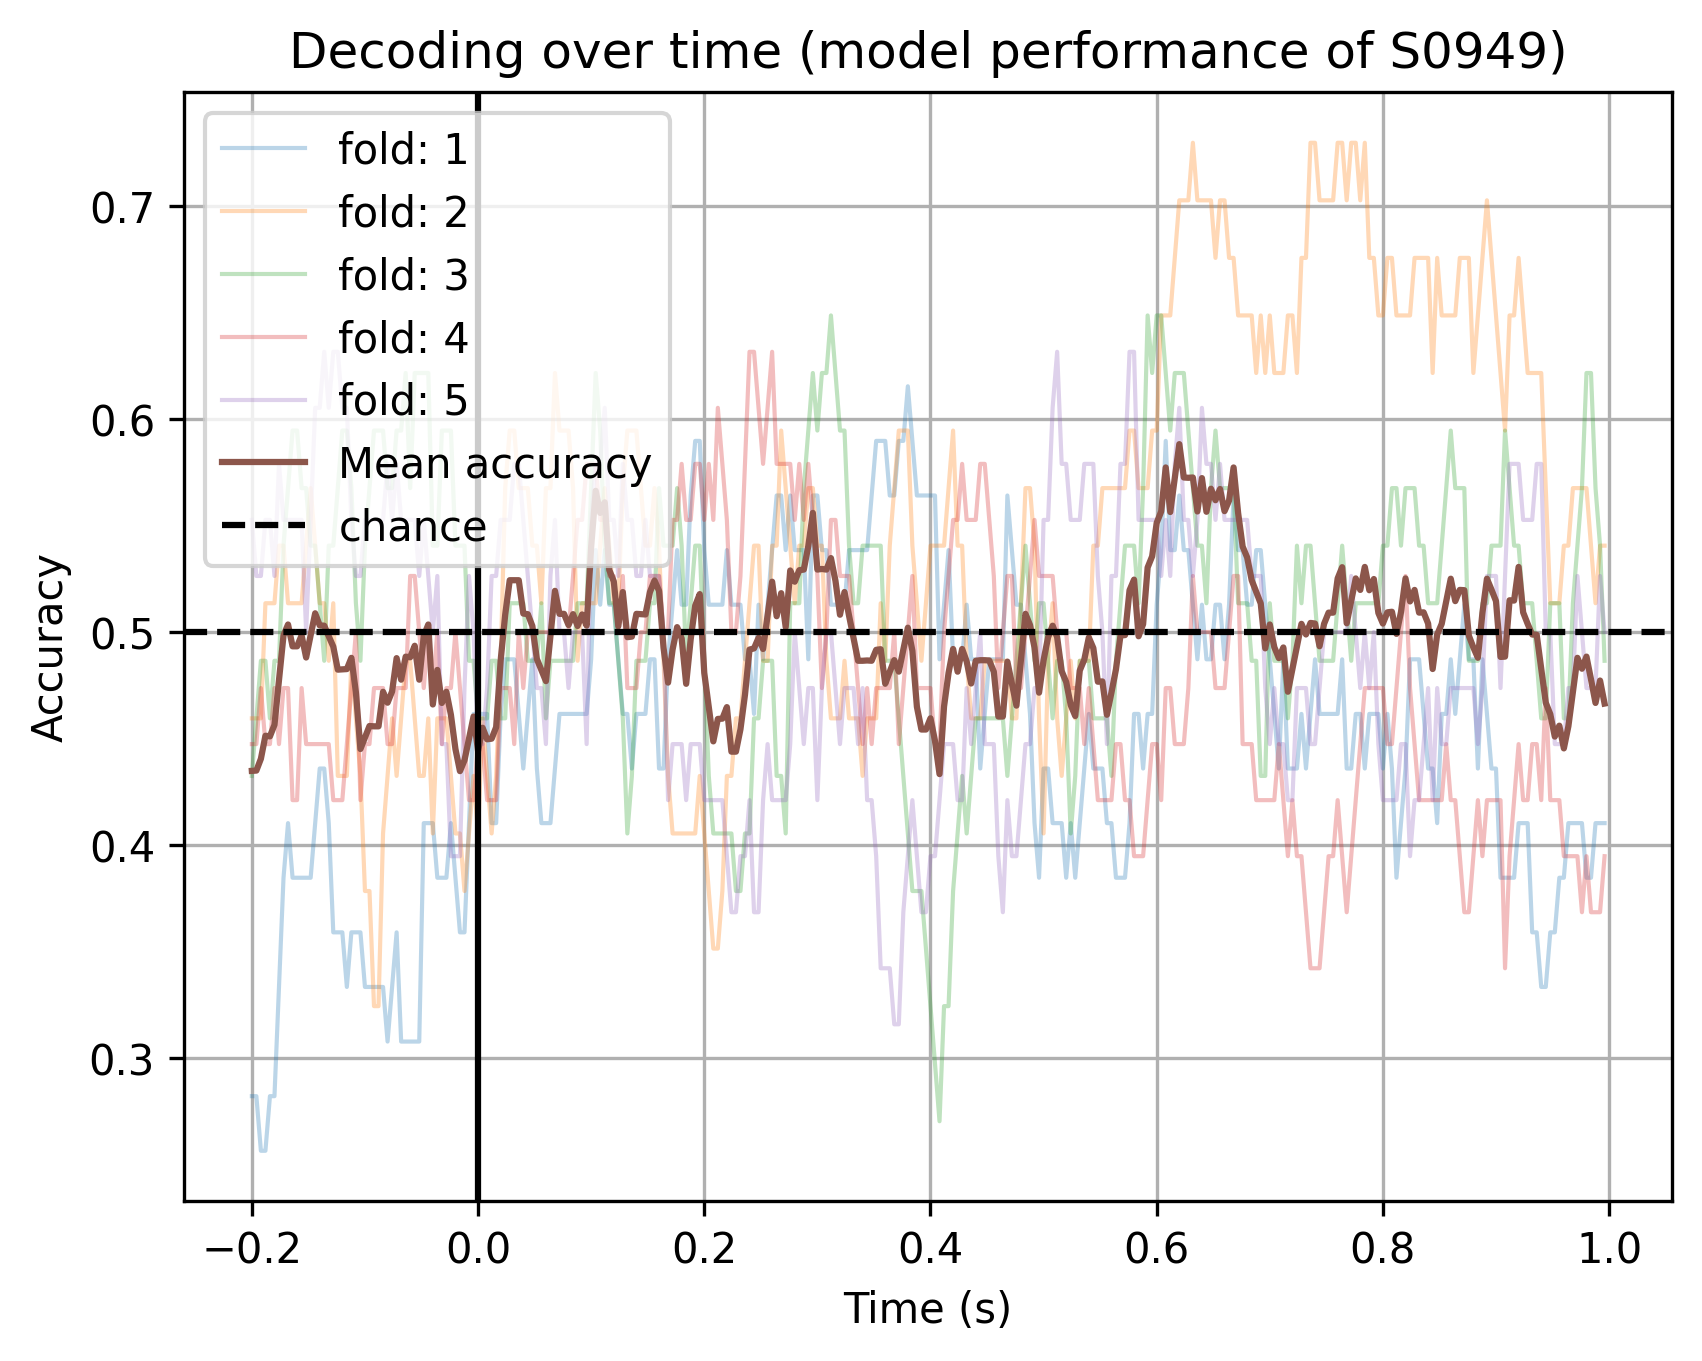 Decoding over time (model performance of S0949)
fold: 1
fold: 2
fold: 3
fold: 4
fold: 5
Mean accuracy
chance
Accuracy
0.7
0.6
0.5
0.4
0.3
−0.2 0.0 0.2 0.4 0.6 0.8 1.0
Time (s)